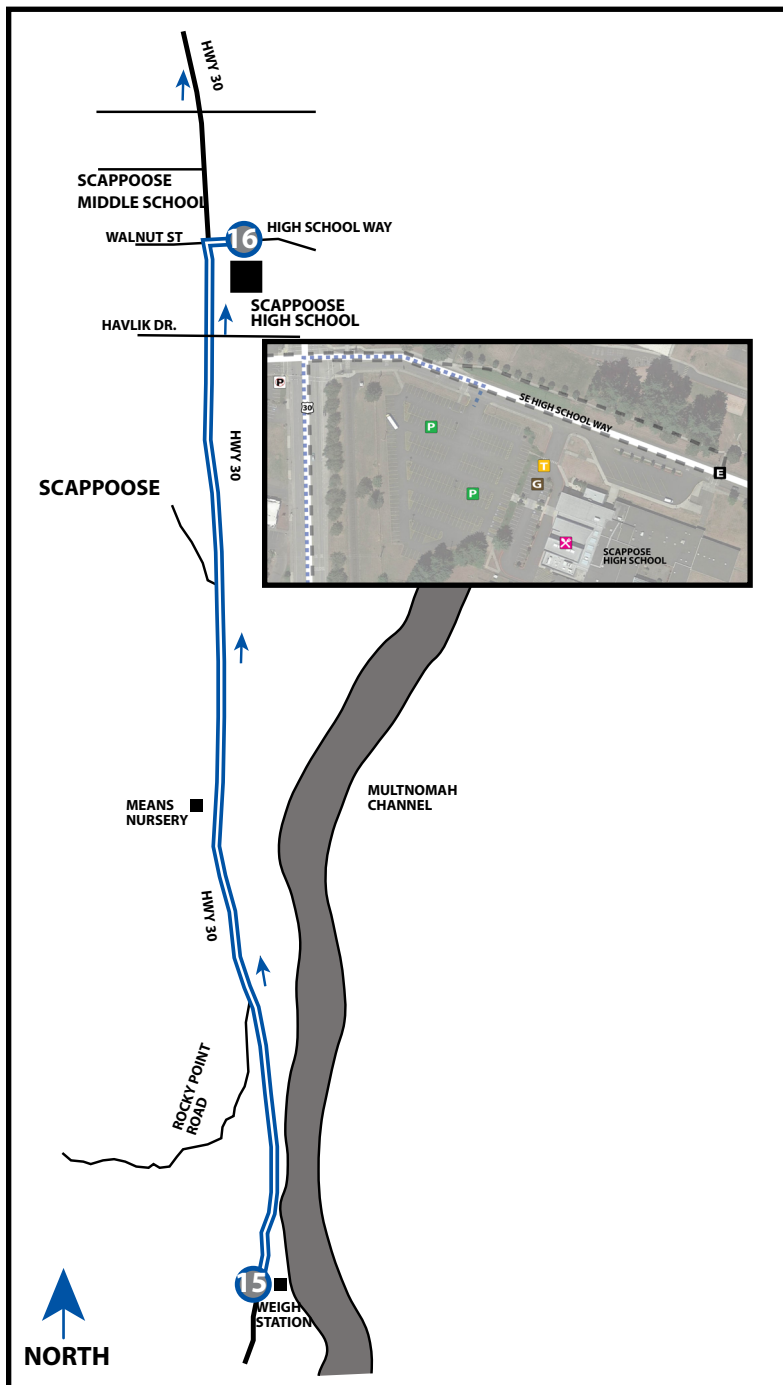 HWY 30
SCAPPOOSE
MIDDLE SCHOOL
WALNUT ST
16
HIGH SCHOOL WAY
SCAPPOOSE
HIGH SCHOOL
HAVLIK DR.
P
30
SE HIGH SCHOOL WAY
P
T
G
E
P
SCAPPOSE
HIGH SCHOOL
HWY 30
SCAPPOOSE
MEANS
NURSERY
MULTNOMAH
CHANNEL
HWY 30
ROCKY POINT
ROAD
15
WEIGH
STATION
NORTH